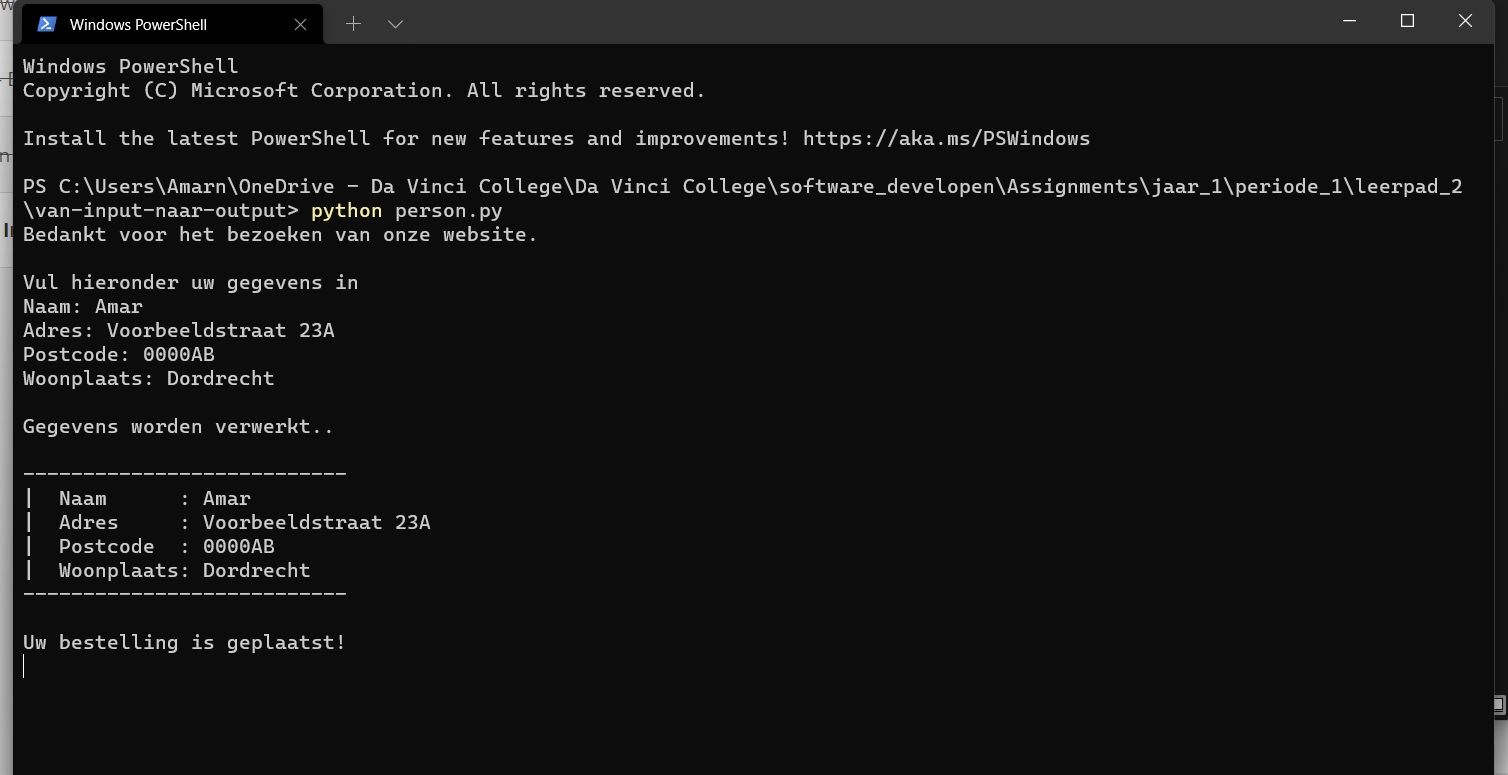 Windows PowerShell
Windows PowerShell
Copyright (C) Microsoft Corporation. All rights reserved.
Install the latest PowerShell for new features and improvements! https://aka.ms/PSWindows
PS C:\Users\Amarn\OneDrive - Da Vinci College\Da Vinci College\software_developen\Assignments\jaar_1\periode_1\leerpad_2
\van-input-naar-output> python person.py
Bedankt voor het bezoeken van onze website.
Vul hieronder uw gegevens in
Naam: Amar
Adres: Voorbeeldstraat 23A
Postcode: 0000AB
Woonplaats: Dordrecht
Gegevens worden verwerkt..
---------------------------
|  Naam      : Amar
|  Adres     : Voorbeeldstraat 23A
|  Postcode  : 0000AB
|  Woonplaats: Dordrecht
---------------------------
Uw bestelling is geplaatst!